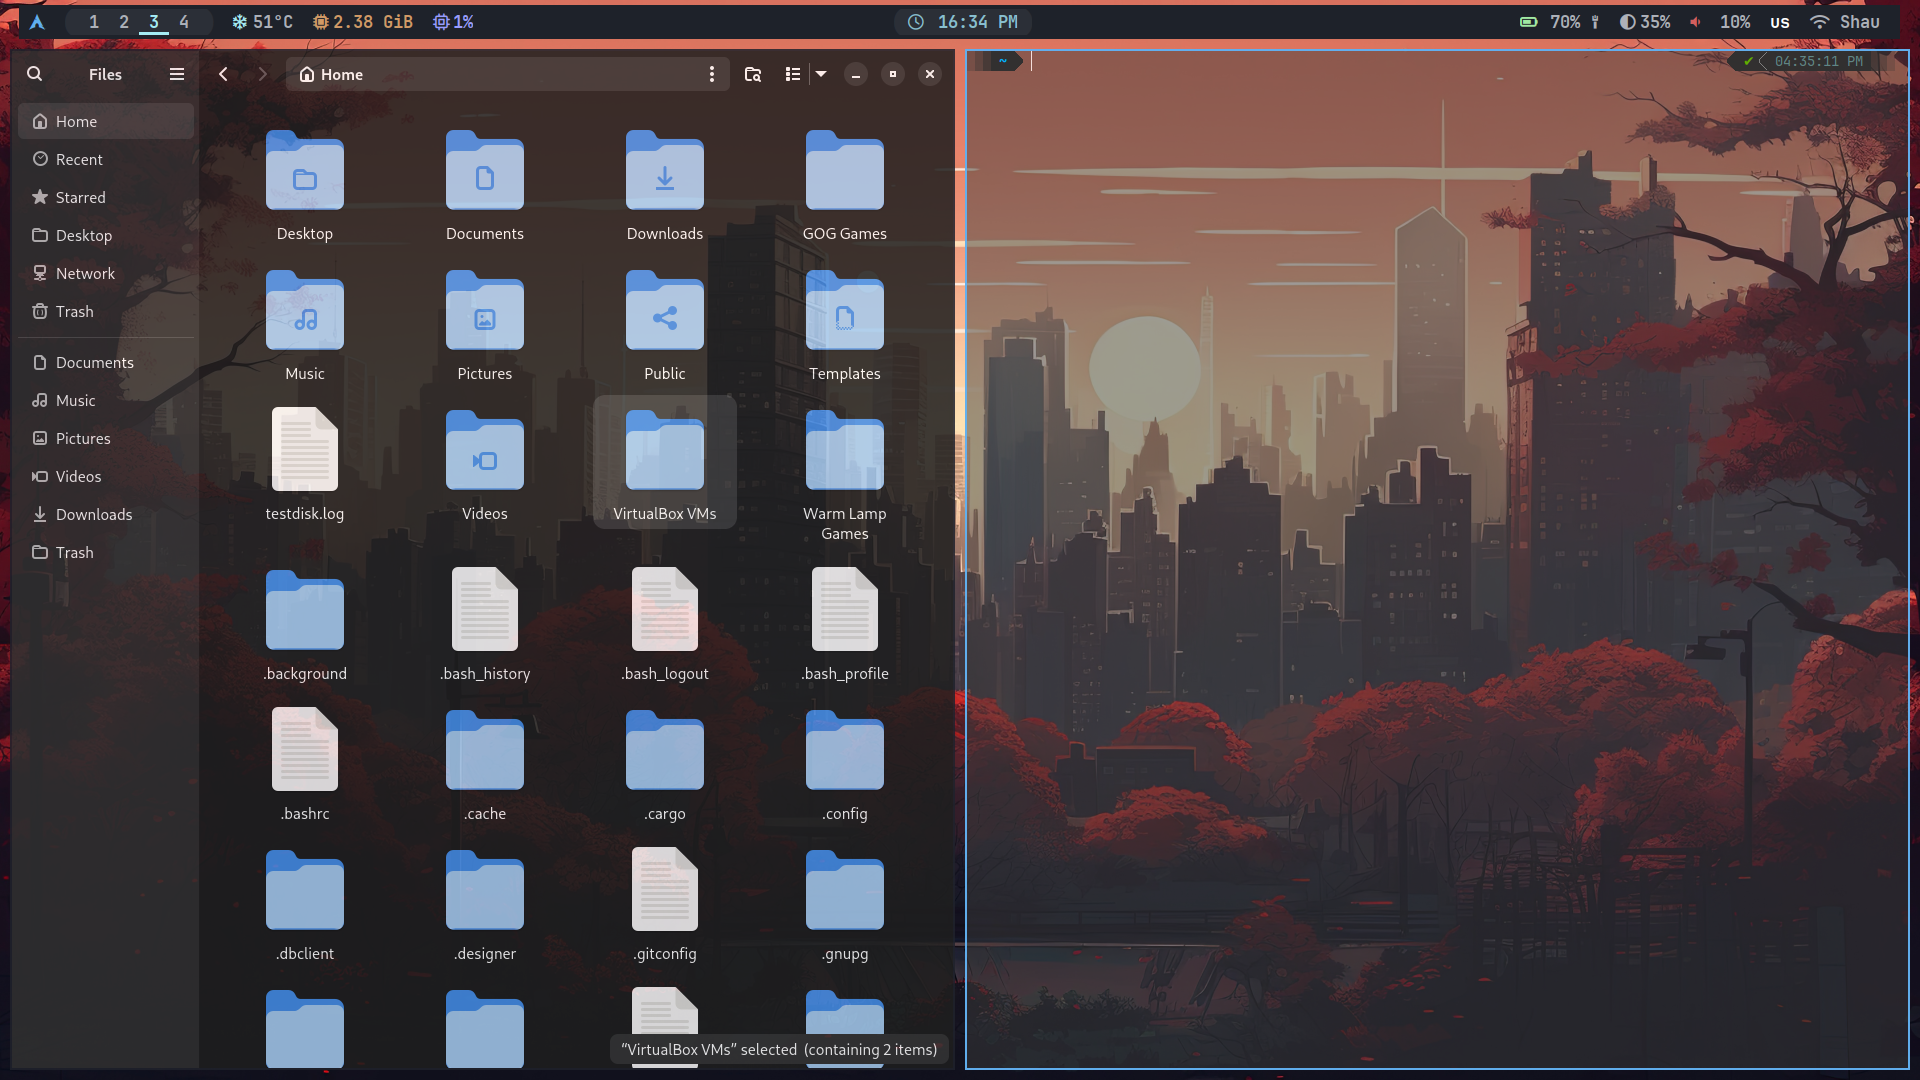 1 2 3 4 51°C 2.38 GiB 1%
16:34 PM
70% 35% 10% US Shau
Files
Home
Home
Recent
Starred
Desktop
Network
Trash
Documents
Music
Pictures
Videos
Downloads
Trash
Desktop
Documents
Downloads
GOG Games
Music
Pictures
Public
Templates
testdisk.log
Videos
VirtualBox VMs
Warm Lamp
Games
.background
.bash_history
.bash_logout
.bash_profile
.bashrc
.cache
.cargo
.config
.dbclient
.designer
.gitconfig
.gnupg
“VirtualBox VMs” selected (containing 2 items)
~
✔ 04:35:11 PM